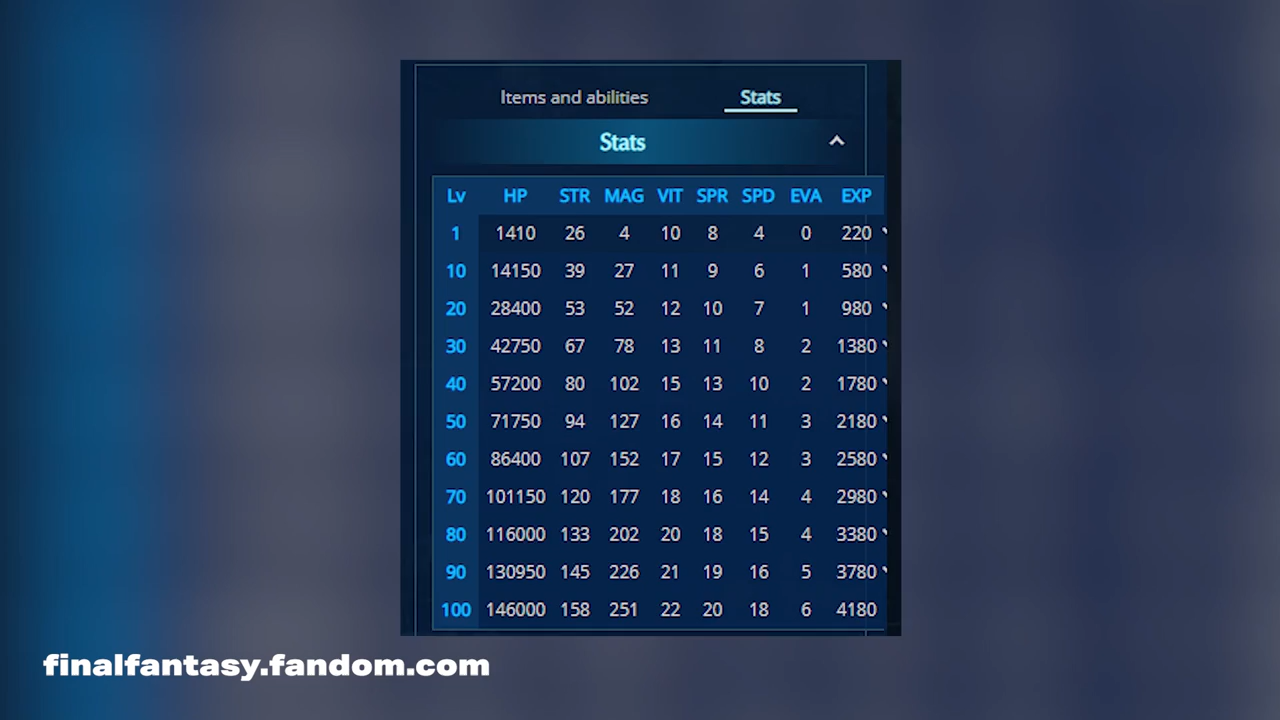 Items and abilities Stats
Stats
Lv HP STR MAG VIT SPR SPD EVA EXP
1 1410 26 4 10 8 4 0 220
10 14150 39 27 11 9 6 1 580
20 28400 53 52 12 10 7 1 980
30 42750 67 78 13 11 8 2 1380
40 57200 80 102 15 13 10 2 1780
50 71750 94 127 16 14 11 3 2180
60 86400 107 152 17 15 12 3 2580
70 101150 120 177 18 16 14 4 2980
80 116000 133 202 20 18 15 4 3380
90 130950 145 226 21 19 16 5 3780
100 146000 158 251 22 20 18 6 4180
finalfantasy.fandom.com